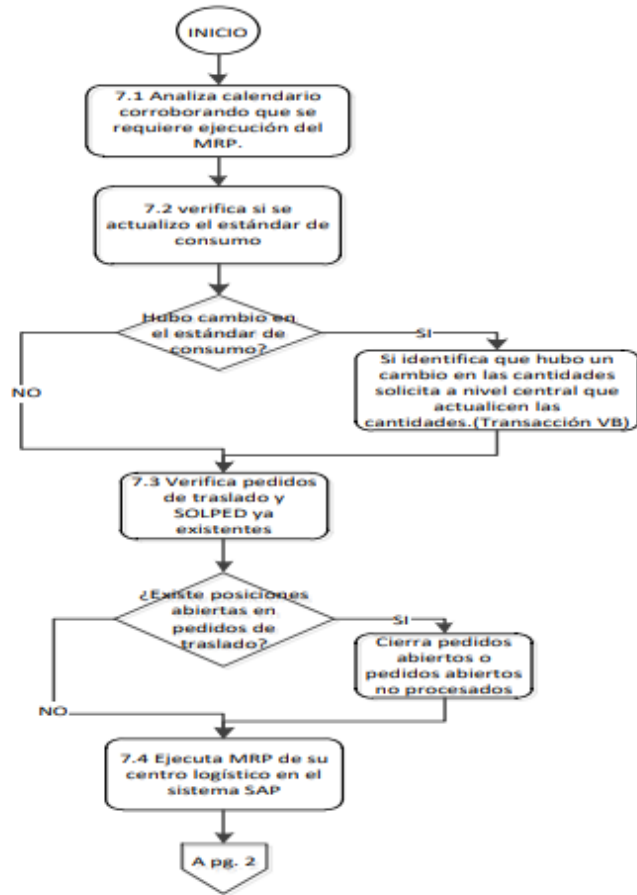 INICIO
7.1 Analiza calendario
corroborando que se
requiere ejecución del
MRP.
7.2 verifica si se
actualizo el estándar de
consumo
Hubo cambio en
el estándar de
consumo?
SI
Si identifica que hubo un
cambio en las cantidades
solicita a nivel central que
actualicen las
cantidades.(Transacción VB)
NO
7.3 Verifica pedidos
de traslado y
SOLPED ya
existentes
¿Existe posiciones
abiertas en
pedidos de
traslado?
SI
Cierra pedidos
abiertos o
pedidos abiertos
no procesados
NO
7.4 Ejecuta MRP de su
centro logístico en el
sistema SAP
A pg. 2